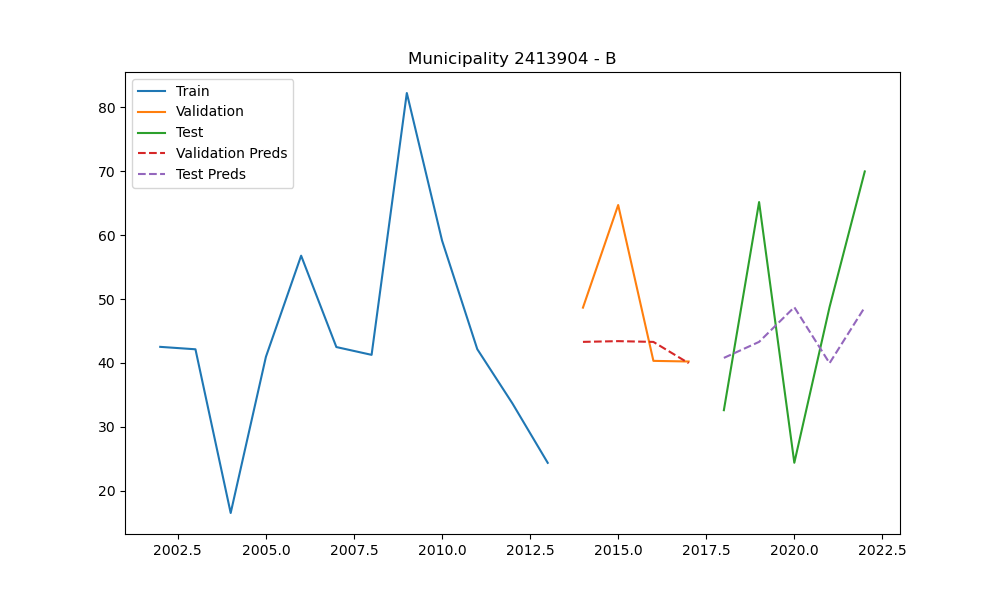 Municipality 2413904 - B
Train
Validation
Test
Validation Preds
Test Preds
80
70
60
50
40
30
20
2002.5 2005.0 2007.5 2010.0 2012.5 2015.0 2017.5 2020.0 2022.5